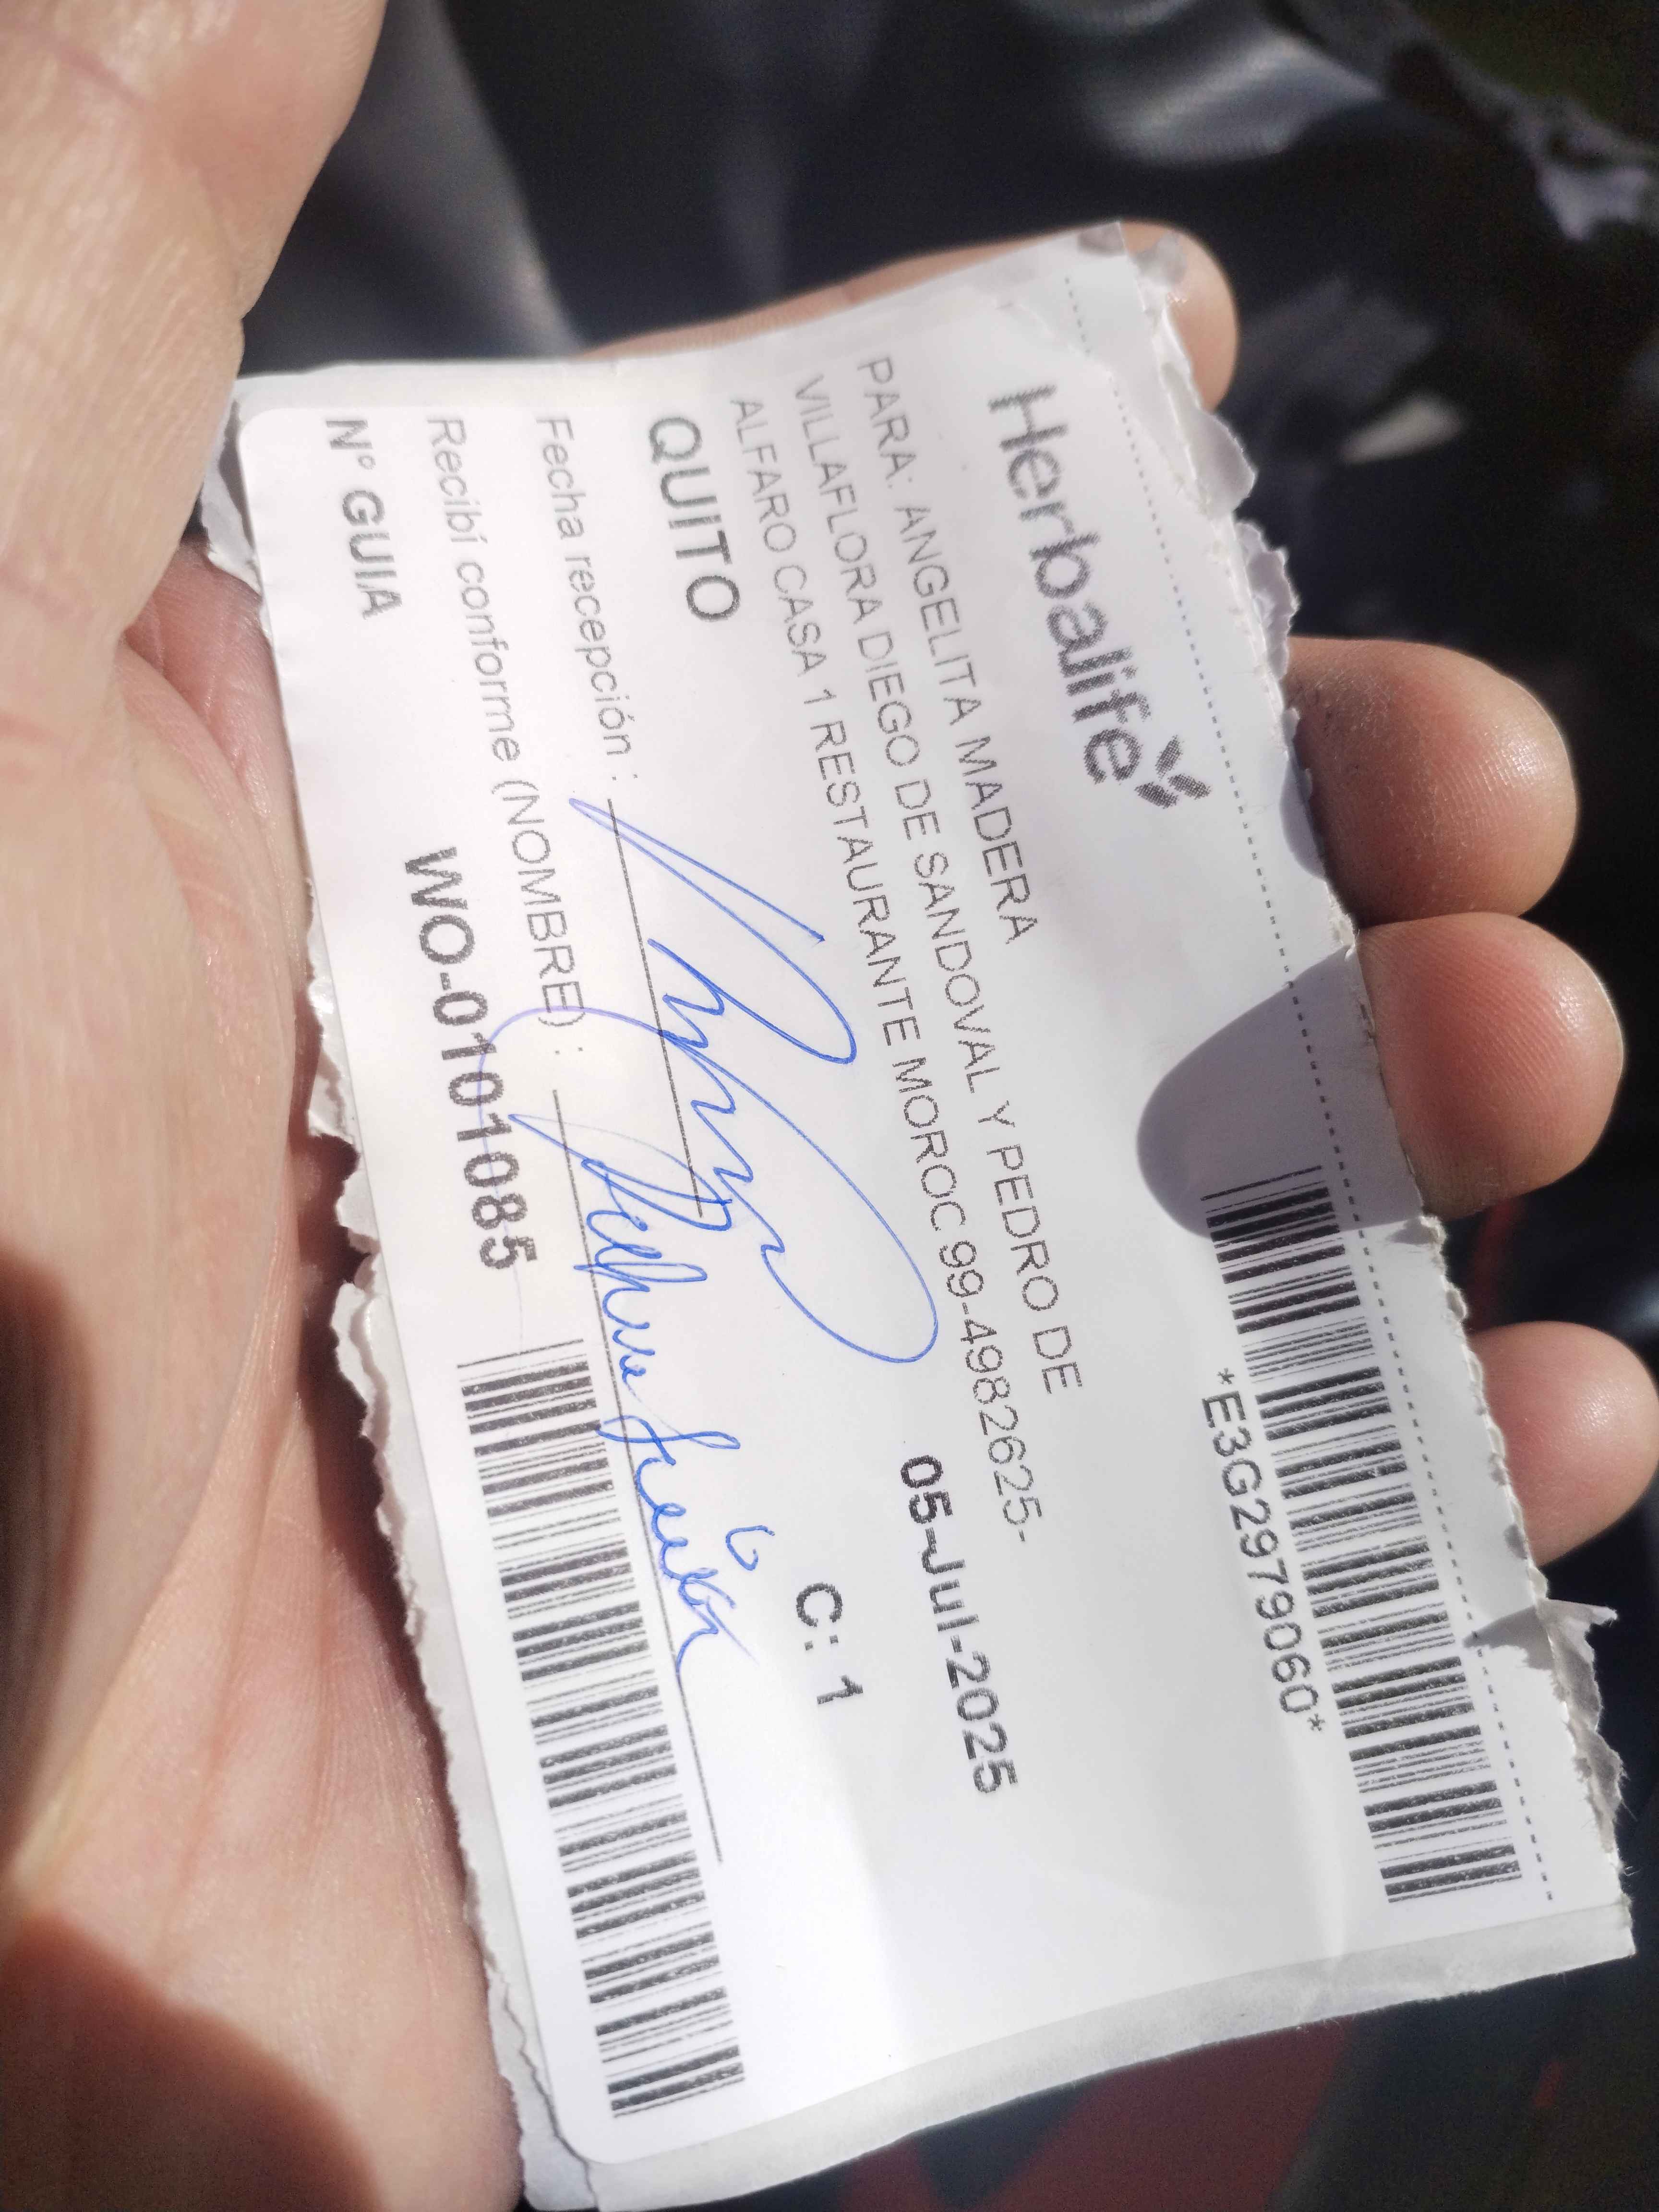 Herbalife
*E3G2979060*
PARA: ANGELITA MADERA
VILLAFLORA DIEGO DE SANDOVAL Y PEDRO DE
ALFARO CASA 1 RESTAURANTE MOROC 99-4982625-
05-Jul-2025
QUITO
C: 1
Fecha recepción :
Recibí conforme (NOMBRE) :
Nº GUIA WO-0101085